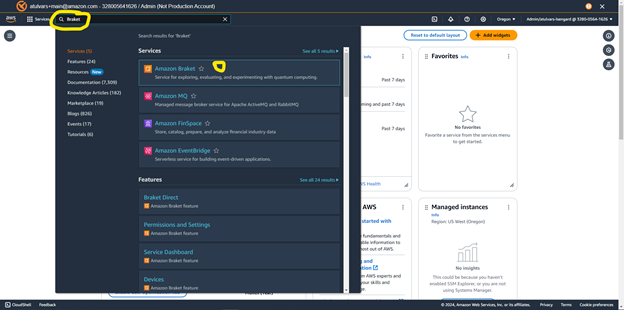 atulvars+main@amazon.com - 328005641626 / Admin (Not Production Account)
aws
Services
Braket
Oregon
Admin/atulvars-Isengard @ 3280-0564-1626
Search results for 'Braket'
Services (5)
Features (24)
Resources New
Documentation (7,309)
Knowledge Articles (182)
Marketplace (19)
Blogs (826)
Events (17)
Tutorials (6)
Services
See all 5 results
Amazon Braket
Service for exploring, evaluating, and experimenting with quantum computing.
Amazon MQ
Managed message broker service for Apache ActiveMQ and RabbitMQ
Amazon FinSpace
Store, catalog, prepare, and analyze financial industry data
Amazon EventBridge
Serverless service for building event-driven applications.
Features
See all 24 results
Braket Direct
Amazon Braket feature
Permissions and Settings
Amazon Braket feature
Service Dashboard
Amazon Braket feature
Devices
Amazon Braket feature
Reset to default layout
+ Add widgets
Info
Past 7 days
ming and past 7 days
Past 7 days
WS Health
Favorites Info
No favorites
Favorite a service from the services menu
to get started.
AWS
started with
fundamentals and
able information to
out of AWS.
ng and
ation
om AWS experts and
our skills and
Managed instances
Info
Region: US West (Oregon)
No insights
This could be because you haven't
enabled SSM Explorer, or you are not
using Systems Manager.
CloudShell
Feedback
© 2024, Amazon Web Services, Inc. or its affiliates.
Privacy
Terms
Cookie preferences